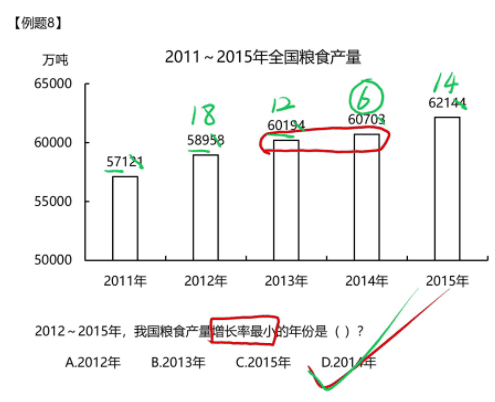 【例题8】
万吨
2011～2015年全国粮食产量
65000
60000
55000
50000
18
12
6
14
57121
58958
60194
60703
62144
2011年 2012年 2013年 2014年 2015年
2012～2015年，我国粮食产量增长率最小的年份是（ ）？
A.2012年 B.2013年 C.2015年 D.2014年